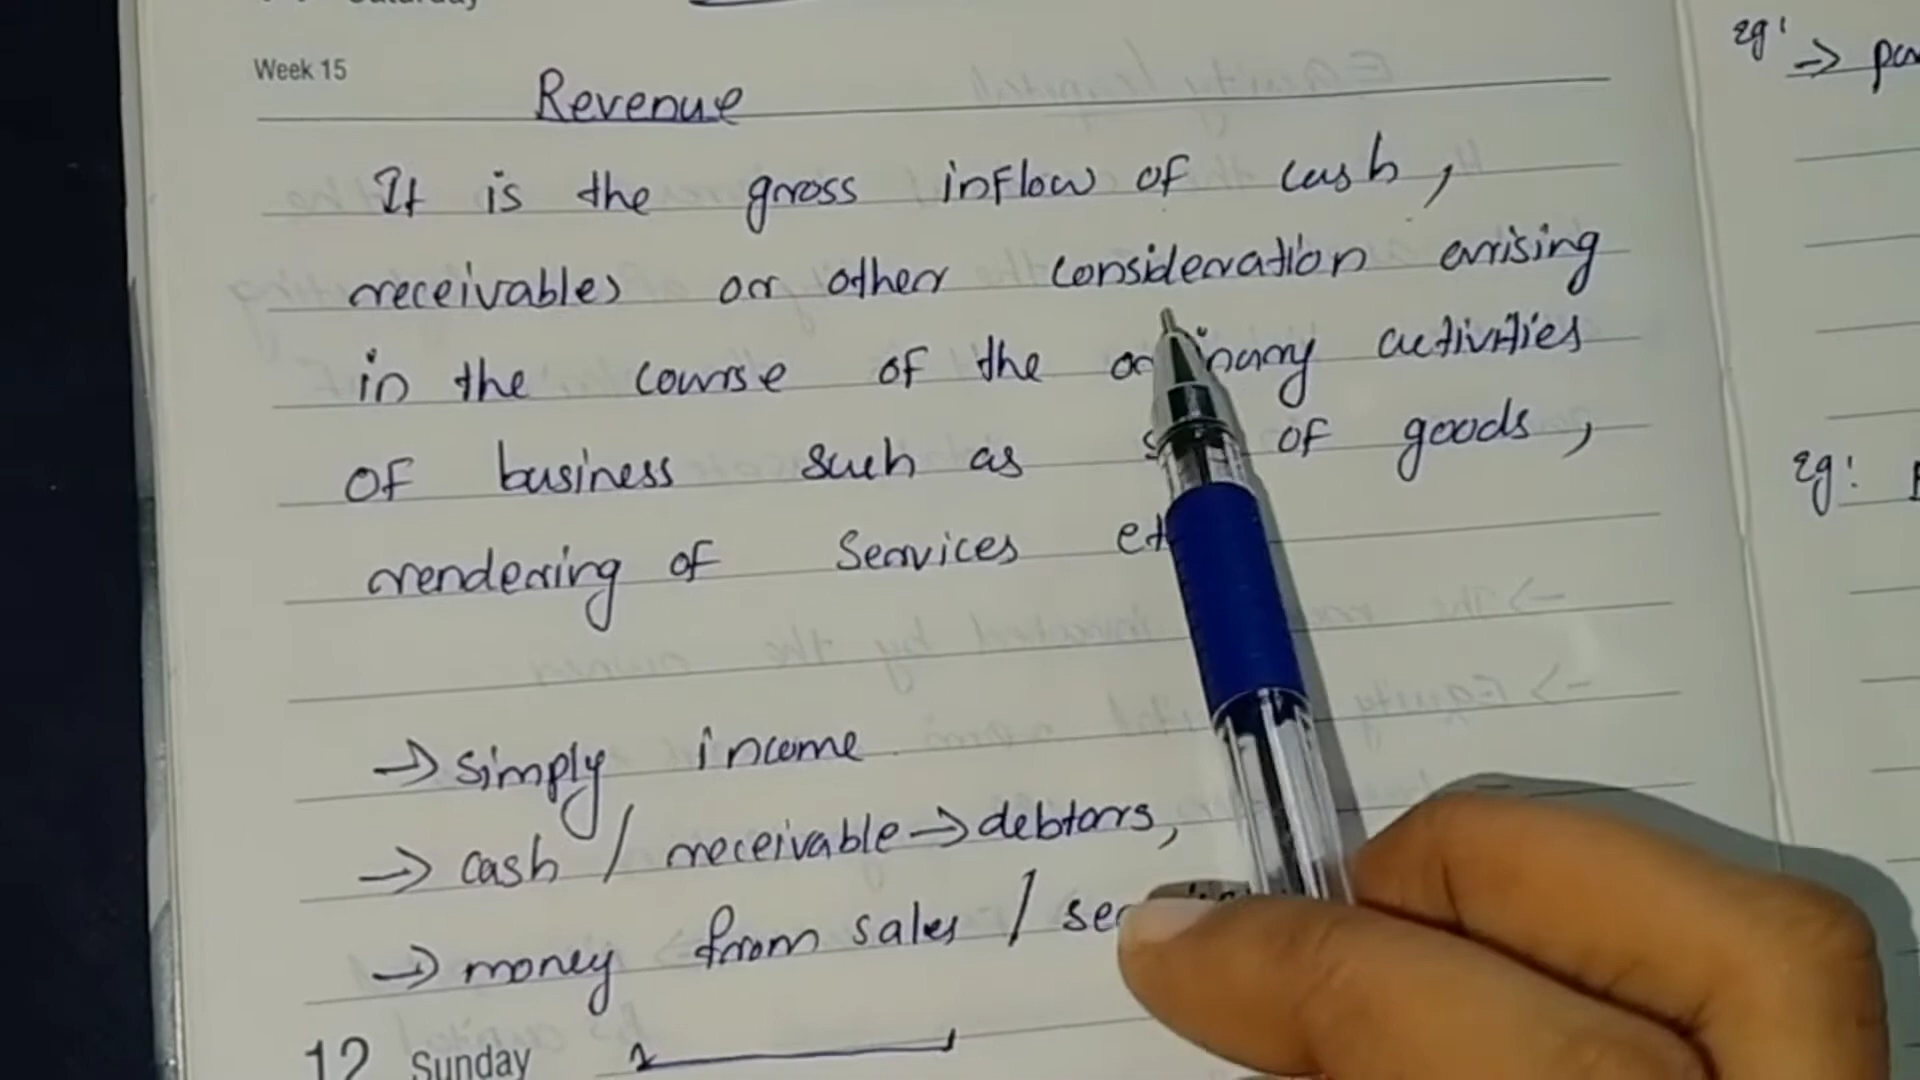 Saturday
Week 15
Revenue
It is the gross inflow of cash,
receivables or other consideration arising
in the course of the ordinary activities
of business such as of goods,
rendering of Services
→ simply income
→ cash / receivable → debtors,
→ money from sales /
12 Sunday
eg: →
eg: